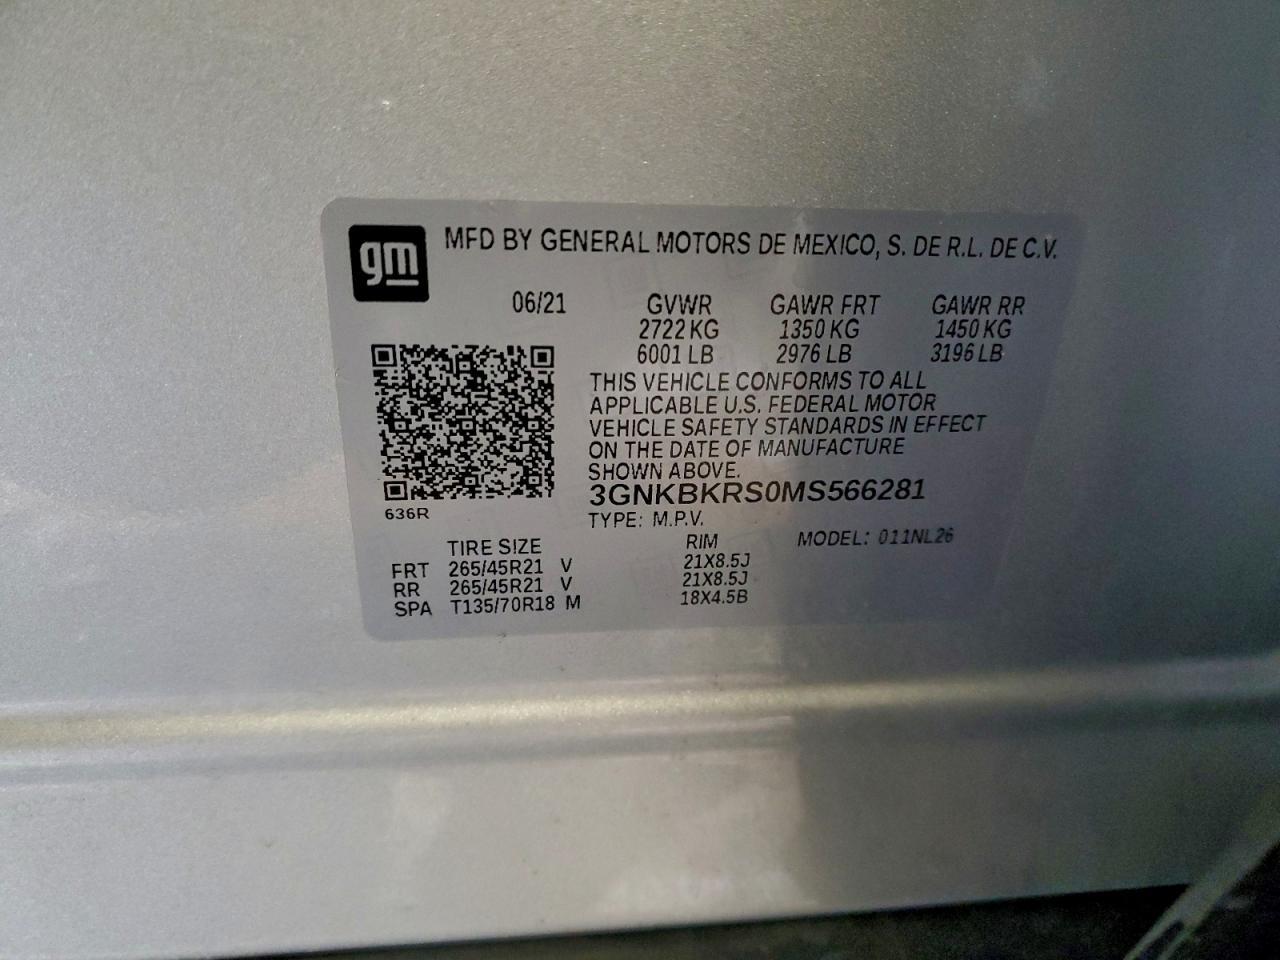 gm
MFD BY GENERAL MOTORS DE MEXICO, S. DE R.L. DE C.V.
06/21 GVWR GAWR FRT GAWR RR
2722 KG 1350 KG 1450 KG
6001 LB 2976 LB 3196 LB
THIS VEHICLE CONFORMS TO ALL
APPLICABLE U.S. FEDERAL MOTOR
VEHICLE SAFETY STANDARDS IN EFFECT
ON THE DATE OF MANUFACTURE
SHOWN ABOVE.
3GNKBKRS0MS566281
636R
TYPE: M.P.V.
MODEL: 011NL26
TIRE SIZE RIM
FRT 265/45R21 V 21X8.5J
RR 265/45R21 V 21X8.5J
SPA T135/70R18 M 18X4.5B